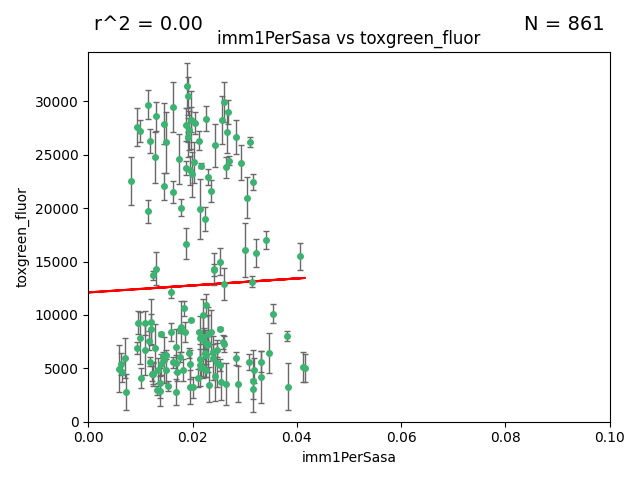 r^2 = 0.00
N = 861
imm1PerSasa vs toxgreen_fluor
30000
25000
20000
15000
10000
5000
0
toxgreen_fluor
0.00
0.02
0.04
0.06
0.08
0.10
imm1PerSasa